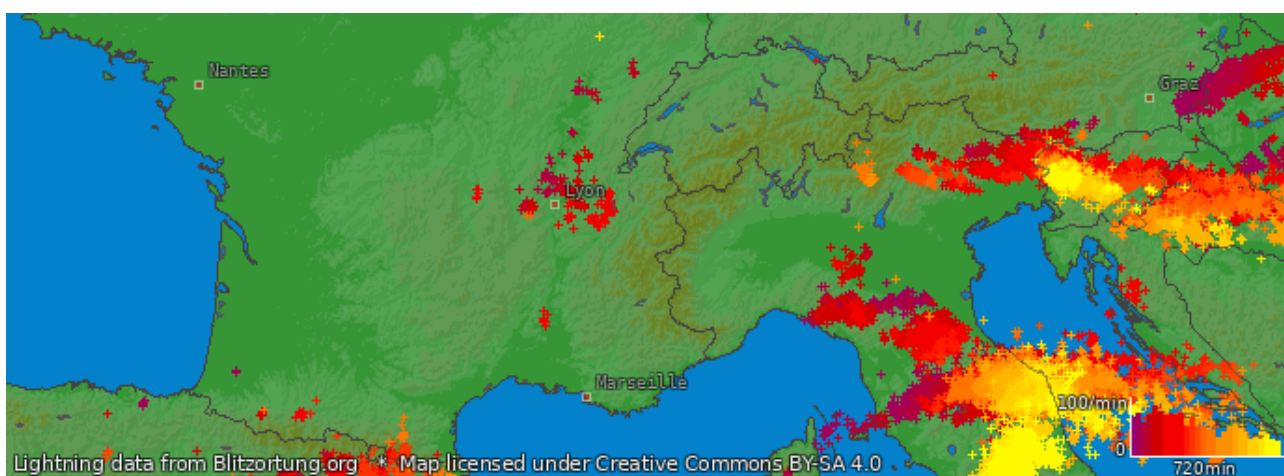 Nantes
Graz
Lyon
Marseille
100/min
0
720min
Lightning data from Blitzortung.org * Map licensed under Creative Commons BY-SA 4.0